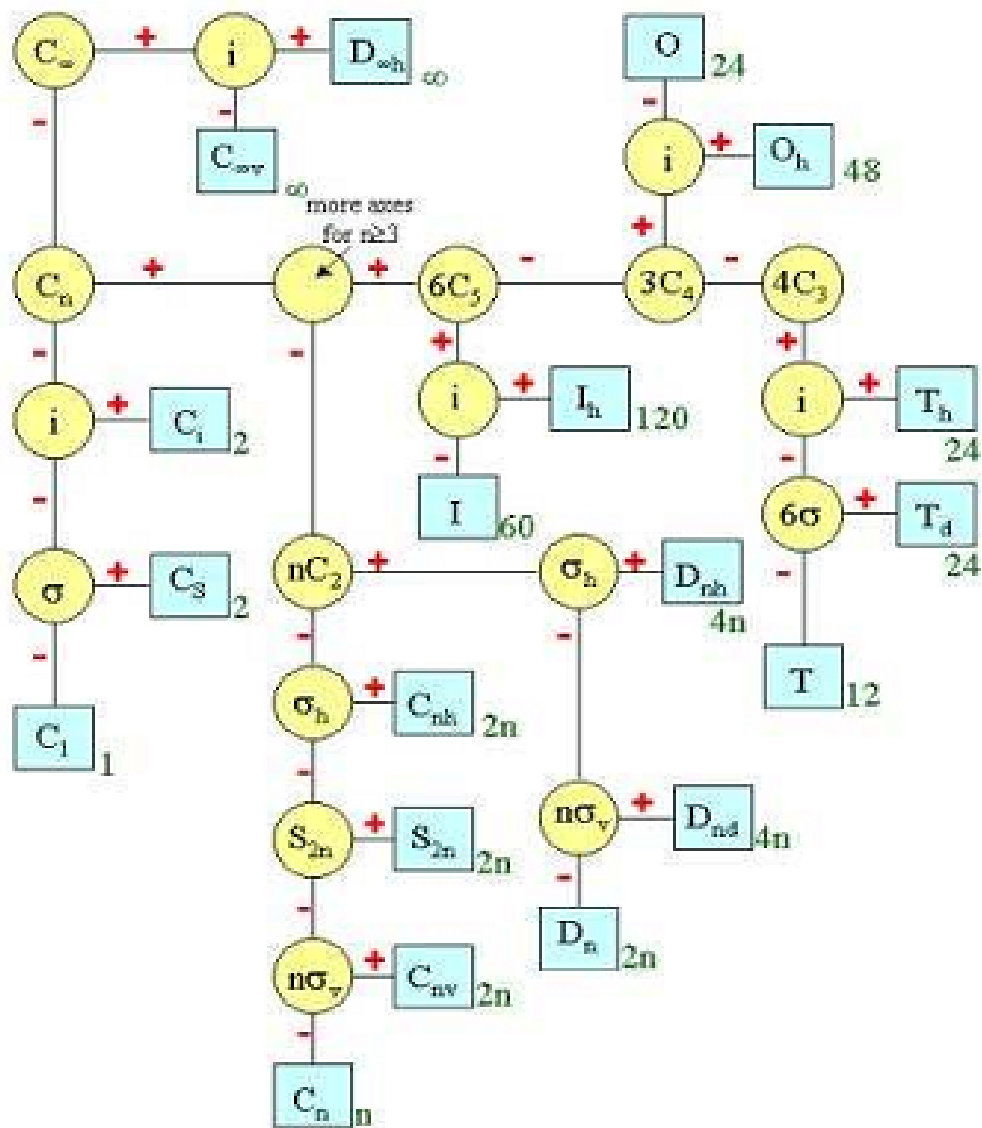 C∞ + i + D∞h ∞
O 24
- - -
C∞v ∞
i + Oh 48
more axes
for n≥3
+
Cn + + 6C5 - 3C4 - 4C3
- - + +
i + Ci 2
i + Ih 120
i + Th 24
- - -
I 60
6σ + Td 24
σ + CS 2
nC2 + σh + Dnh 4n
- - - -
T 12
σh + Cnh 2n
C1 1
-
S2n + S2n 2n
nσv + Dnd 4n
- -
Dn 2n
nσv + Cnv 2n
-
Cn n